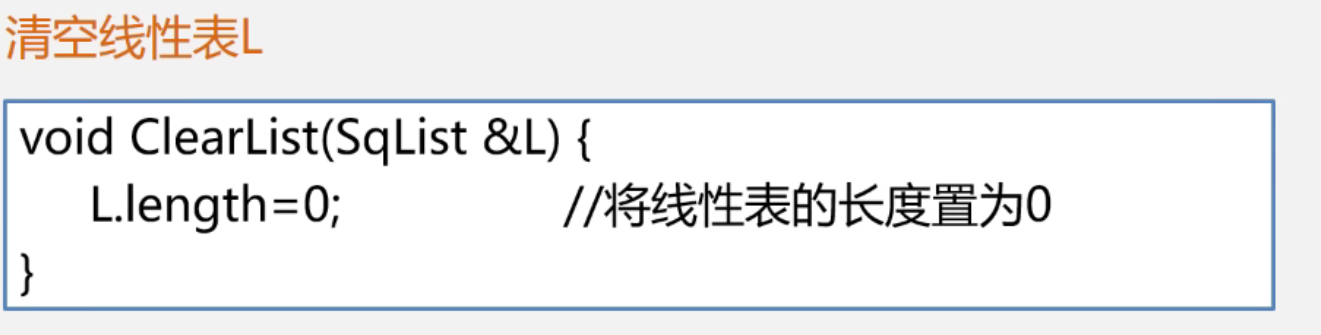 清空线性表L
void ClearList(SqList &L) {
L.length=0; //将线性表的长度置为0
}